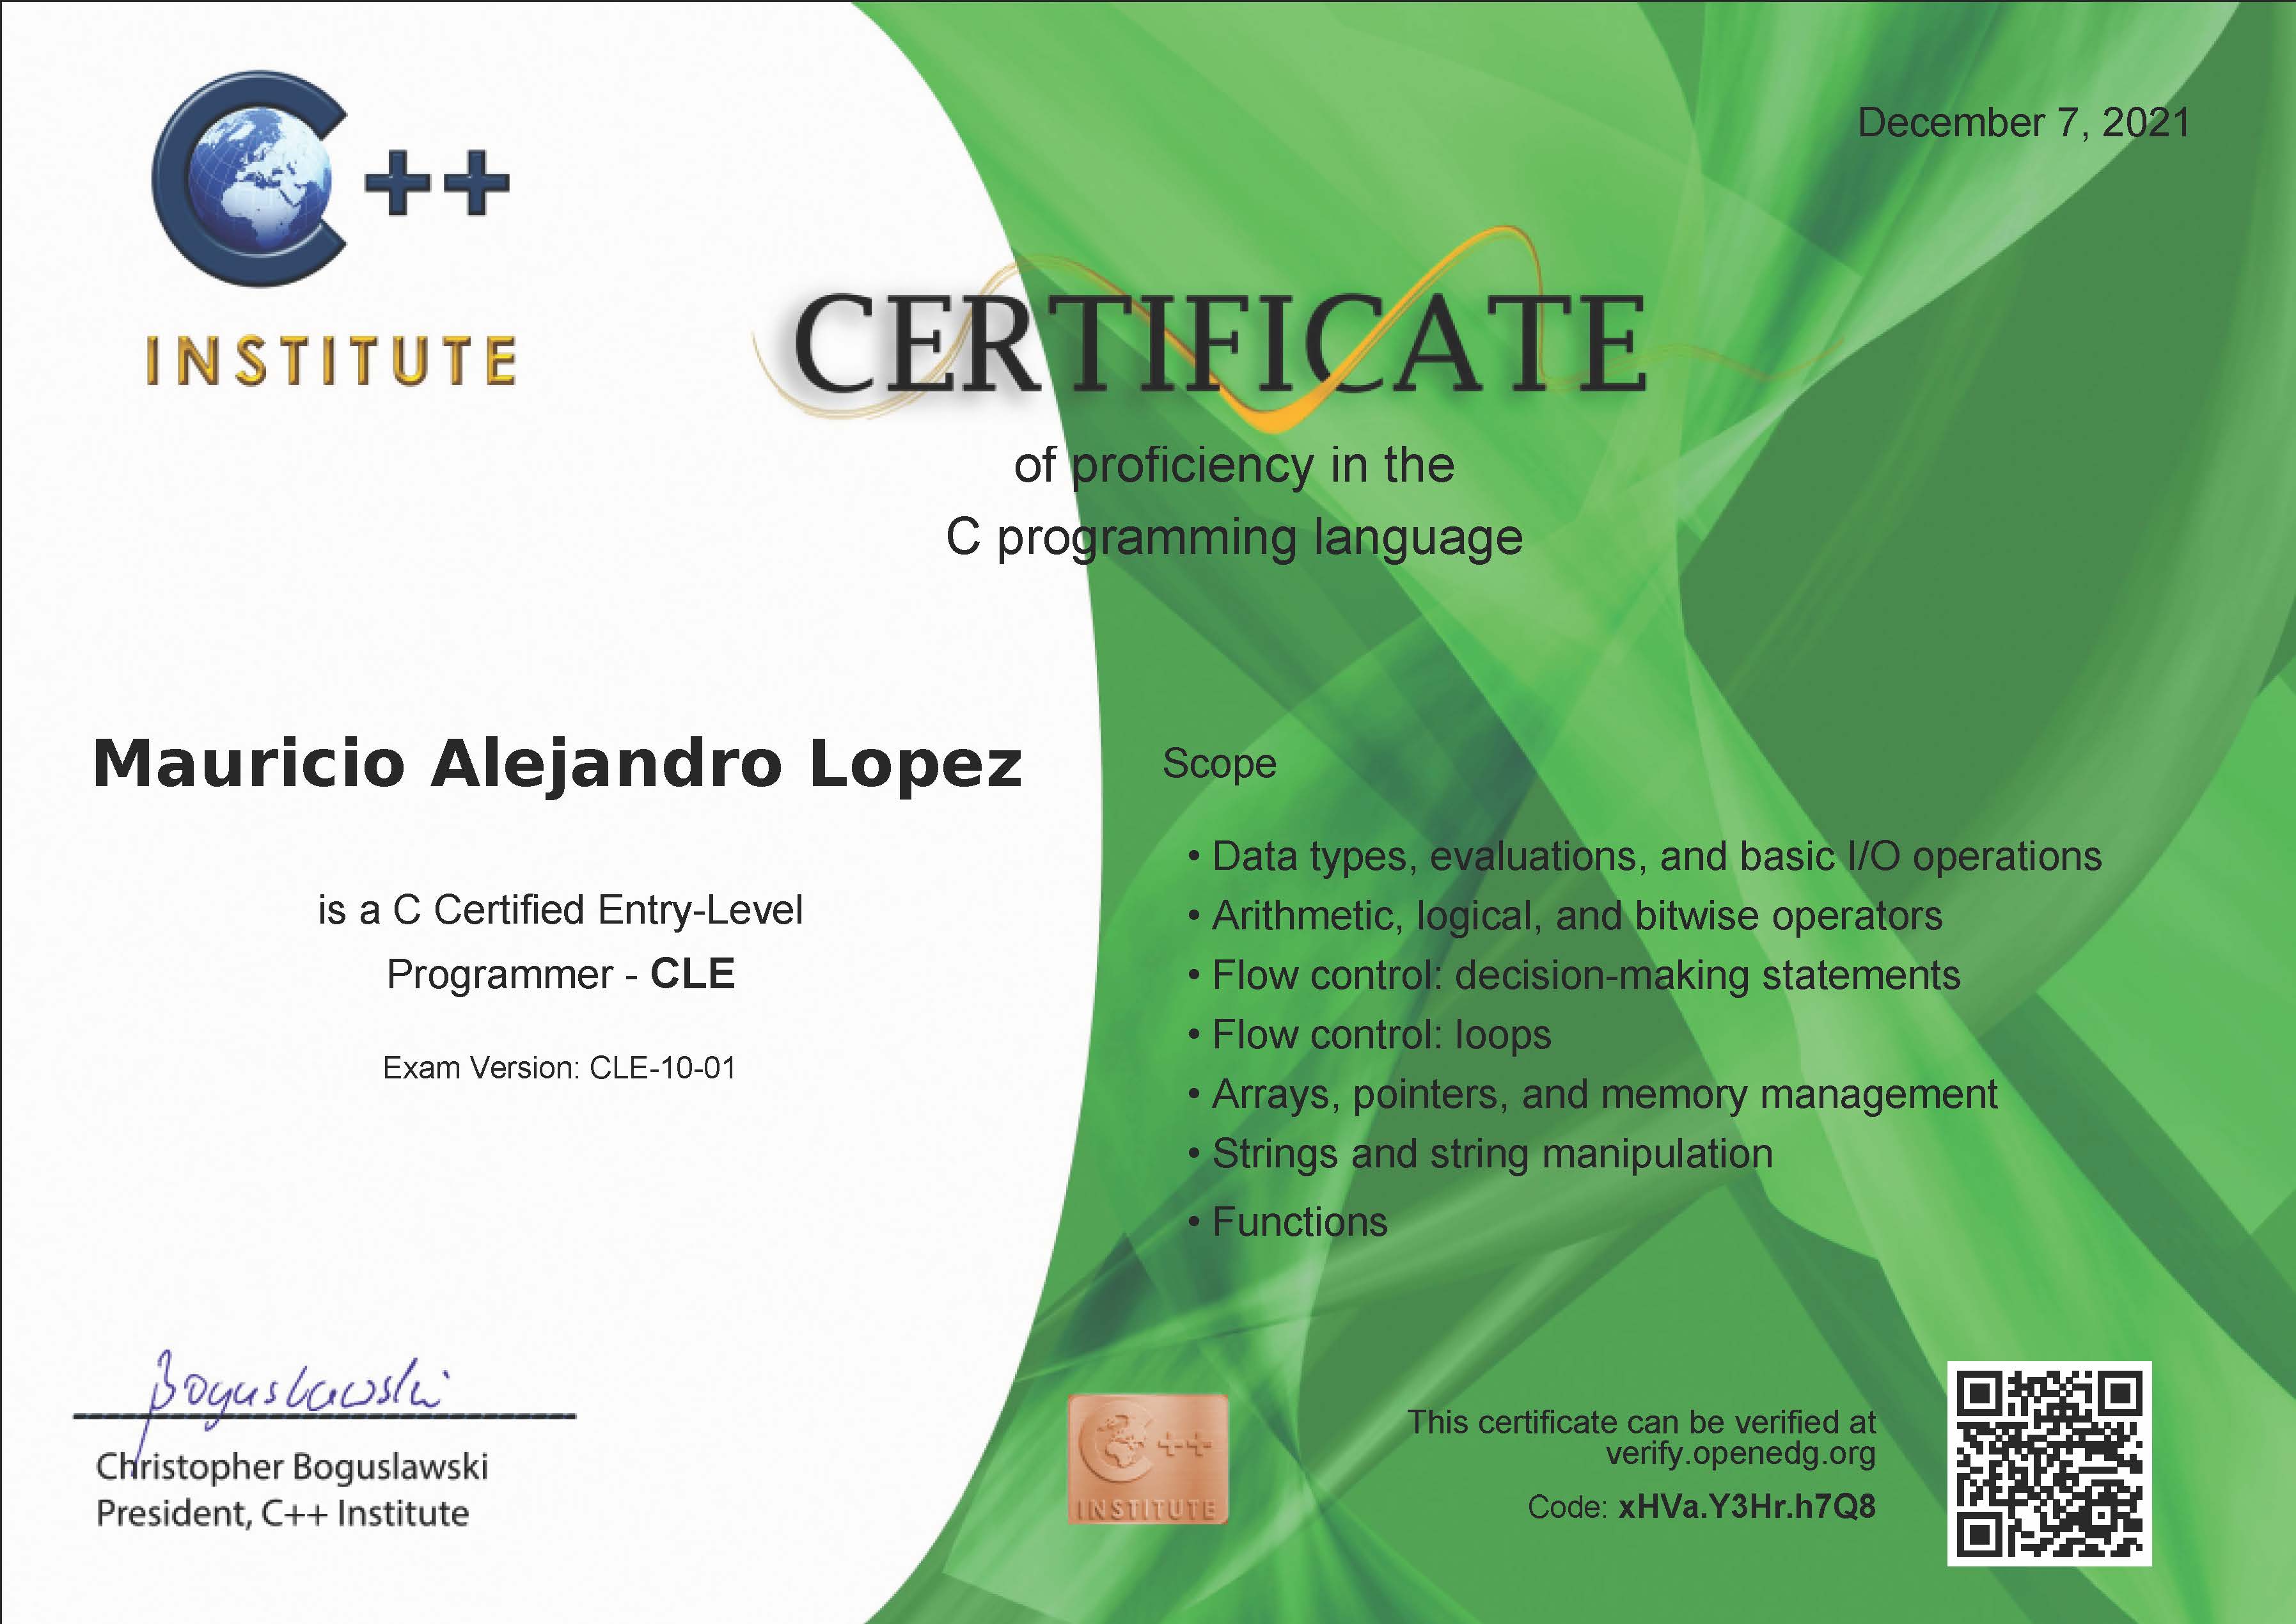 C++
INSTITUTE
December 7, 2021
CERTIFICATE
of proficiency in the
C programming language
Mauricio Alejandro Lopez
is a C Certified Entry-Level
Programmer - CLE
Exam Version: CLE-10-01
Scope
• Data types, evaluations, and basic I/O operations
• Arithmetic, logical, and bitwise operators
• Flow control: decision-making statements
• Flow control: loops
• Arrays, pointers, and memory management
• Strings and string manipulation
• Functions
Boguslawski
Christopher Boguslawski
President, C++ Institute
C++
INSTITUTE
This certificate can be verified at
verify.openedg.org
Code: xHVa.Y3Hr.h7Q8